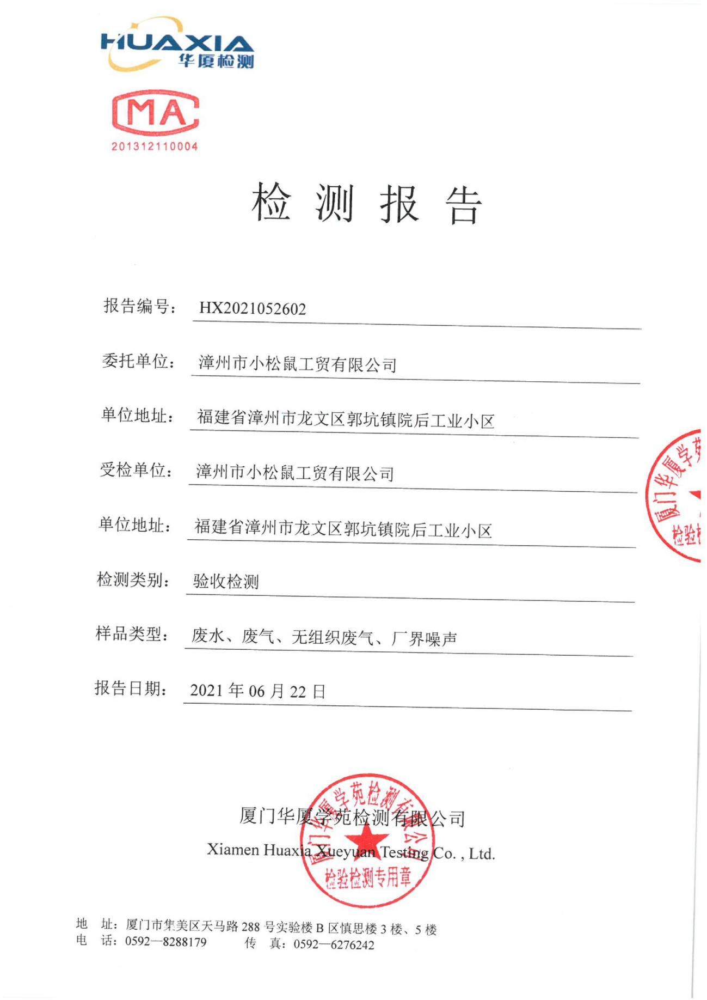 HUAXIA
华厦检测
MA
201312110004
检测报告
报告编号： HX2021052602
委托单位： 漳州市小松鼠工贸有限公司
单位地址： 福建省漳州市龙文区郭坑镇院后工业小区
受检单位： 漳州市小松鼠工贸有限公司
单位地址： 福建省漳州市龙文区郭坑镇院后工业小区
厦门华厦学苑
检验检
检测类别： 验收检测
样品类型： 废水、废气、无组织废气、厂界噪声
报告日期： 2021 年 06 月 22 日
厦门华厦学苑检测有限公司
厦门华厦学苑检测有限公司
Xiamen Huaxia Xueyuan Testing Co. , Ltd.
检验检测专用章
地 址：厦门市集美区天马路 288 号实验楼 B 区慎思楼 3 楼、5 楼
电 话：0592—8288179 传 真：0592—6276242